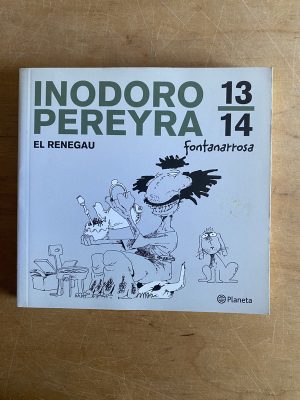 INODORO 13
PEREYRA 14
EL RENEGAU fontanarrosa
Planeta